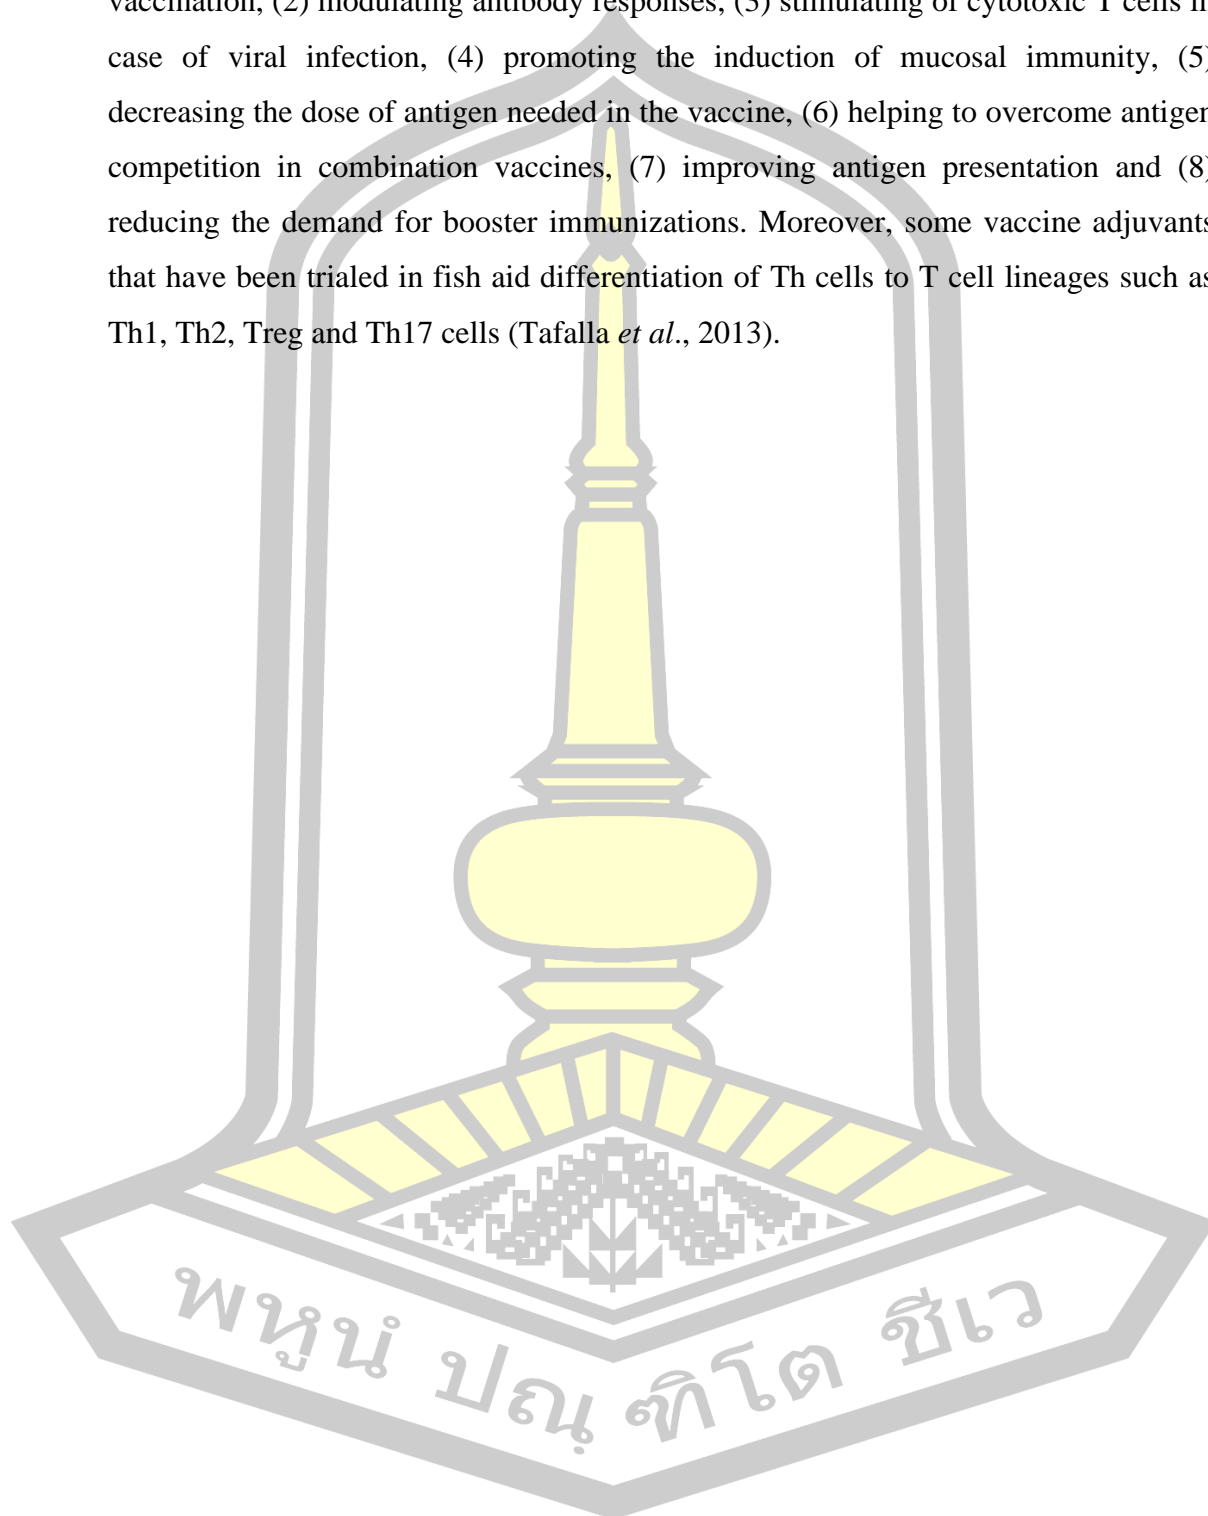 vaccination, (2) modulating antibody responses, (3) stimulating of cytotoxic T cells in
case of viral infection, (4) promoting the induction of mucosal immunity, (5)
decreasing the dose of antigen needed in the vaccine, (6) helping to overcome antigen
competition in combination vaccines, (7) improving antigen presentation and (8)
reducing the demand for booster immunizations. Moreover, some vaccine adjuvants
that have been trialed in fish aid differentiation of Th cells to T cell lineages such as
Th1, Th2, Treg and Th17 cells (Tafalla et al., 2013).
พหูนํ ปณฺ ฑิโต ชีเว